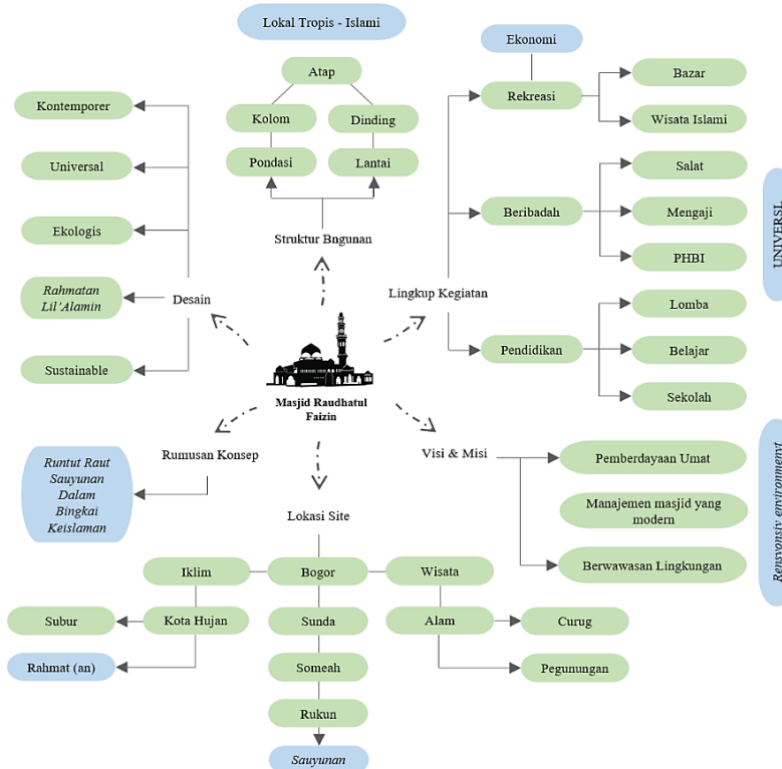 Lokal Tropis - Islami
Atap
Kolom
Dinding
Pondasi
Lantai
Struktur Bngunan
Kontemporer
Universal
Ekologis
Rahmatan
Lil'Alamin
Sustainable
Desain
Ekonomi
Rekreasi
Bazar
Wisata Islami
Beribadah
Salat
Mengaji
PHBI
Lingkup Kegiatan
Pendidikan
Lomba
Belajar
Sekolah
UNIVERSL
Masjid Raudhatul
Faizin
Rumusan Konsep
Runtut Raut
Sauyunan
Dalam
Bingkai
Keislaman
Visi & Misi
Pemberdayaan Umat
Manajemen masjid yang
modern
Berwawasan Lingkungan
Rensvonsiv environmenyt
Lokasi Site
Iklim
Bogor
Wisata
Subur
Kota Hujan
Sunda
Alam
Curug
Rahmat (an)
Someah
Pegunungan
Rukun
Sauyunan